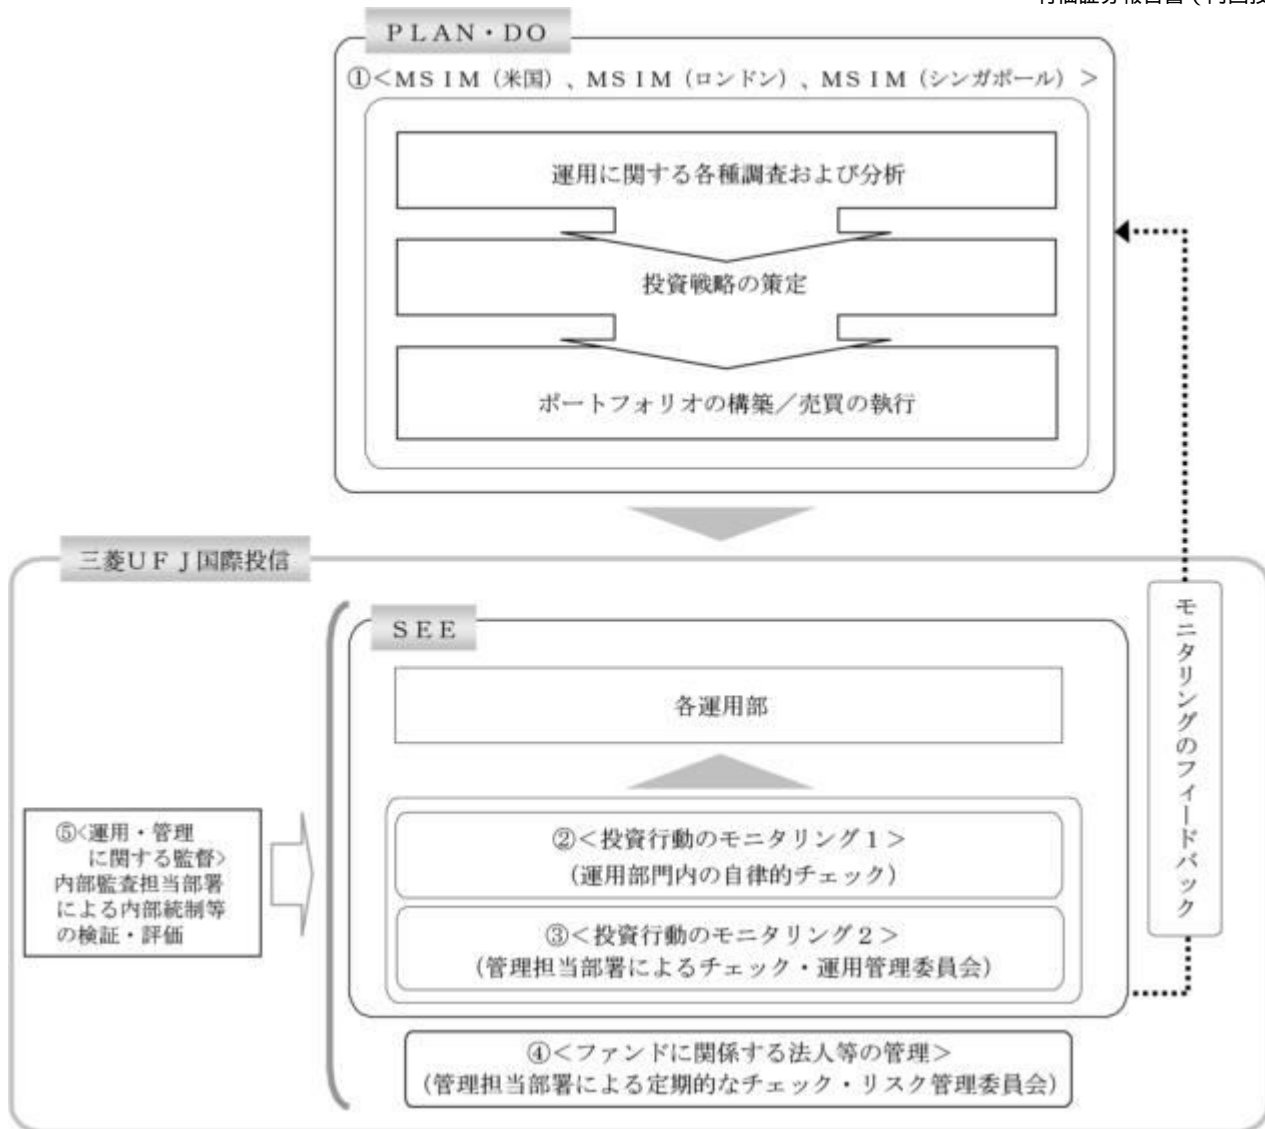 PLAN・DO
①＜MSIM（米国）、MSIM（ロンドン）、MSIM（シンガポール）＞
運用に関する各種調査および分析
投資戦略の策定
ポートフォリオの構築／売買の執行
三菱UFJ国際投信
SEE
各運用部
②＜投資行動のモニタリング１＞
（運用部門内の自律的チェック）
③＜投資行動のモニタリング２＞
（管理担当部署によるチェック・運用管理委員会）
④＜ファンドに関係する法人等の管理＞
（管理担当部署による定期的なチェック・リスク管理委員会）
⑤<運用・管理
に関する監督>
内部監査担当部署
による内部統制等
の検証・評価
モニタリングのフィードバック